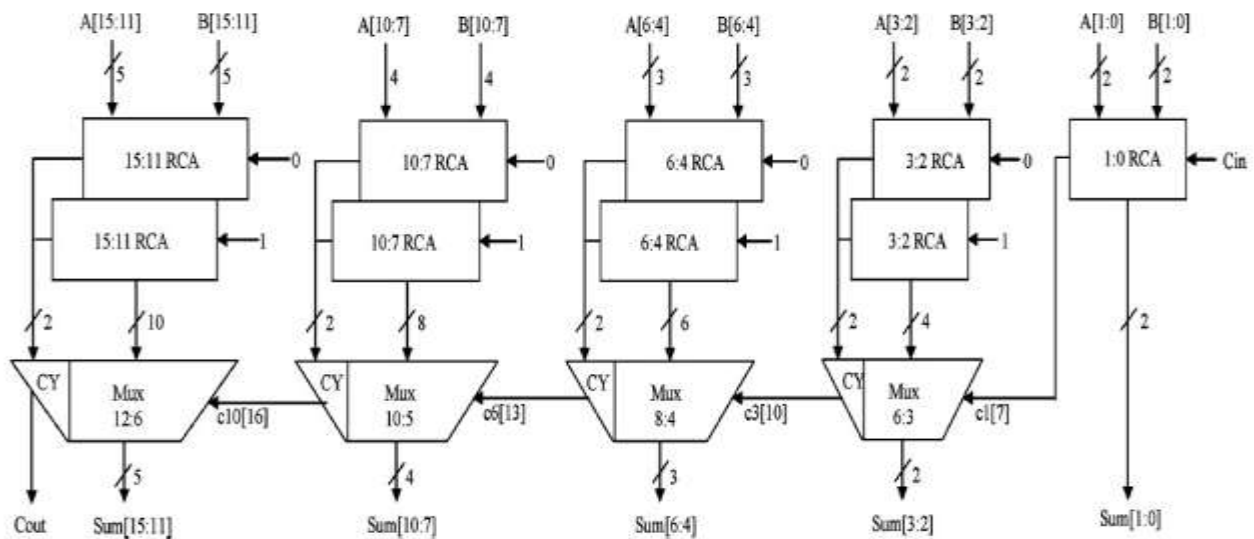 A[15:11] B[15:11] A[10:7] B[10:7] A[6:4] B[6:4] A[3:2] B[3:2] A[1:0] B[1:0]
5 5 4 4 3 3 2 2 2 2
15:11 RCA 0 10:7 RCA 0 6:4 RCA 0 3:2 RCA 0 1:0 RCA Cin
15:11 RCA 1 10:7 RCA 1 6:4 RCA 1 3:2 RCA 1
2 10 2 8 2 6 2 4 2
CY Mux CY Mux CY Mux CY Mux
12:6 c10[16] 10:5 c6[13] 8:4 c3[10] 6:3 c1[7]
5 4 3 2
Cout Sum[15:11] Sum[10:7] Sum[6:4] Sum[3:2] Sum[1:0]